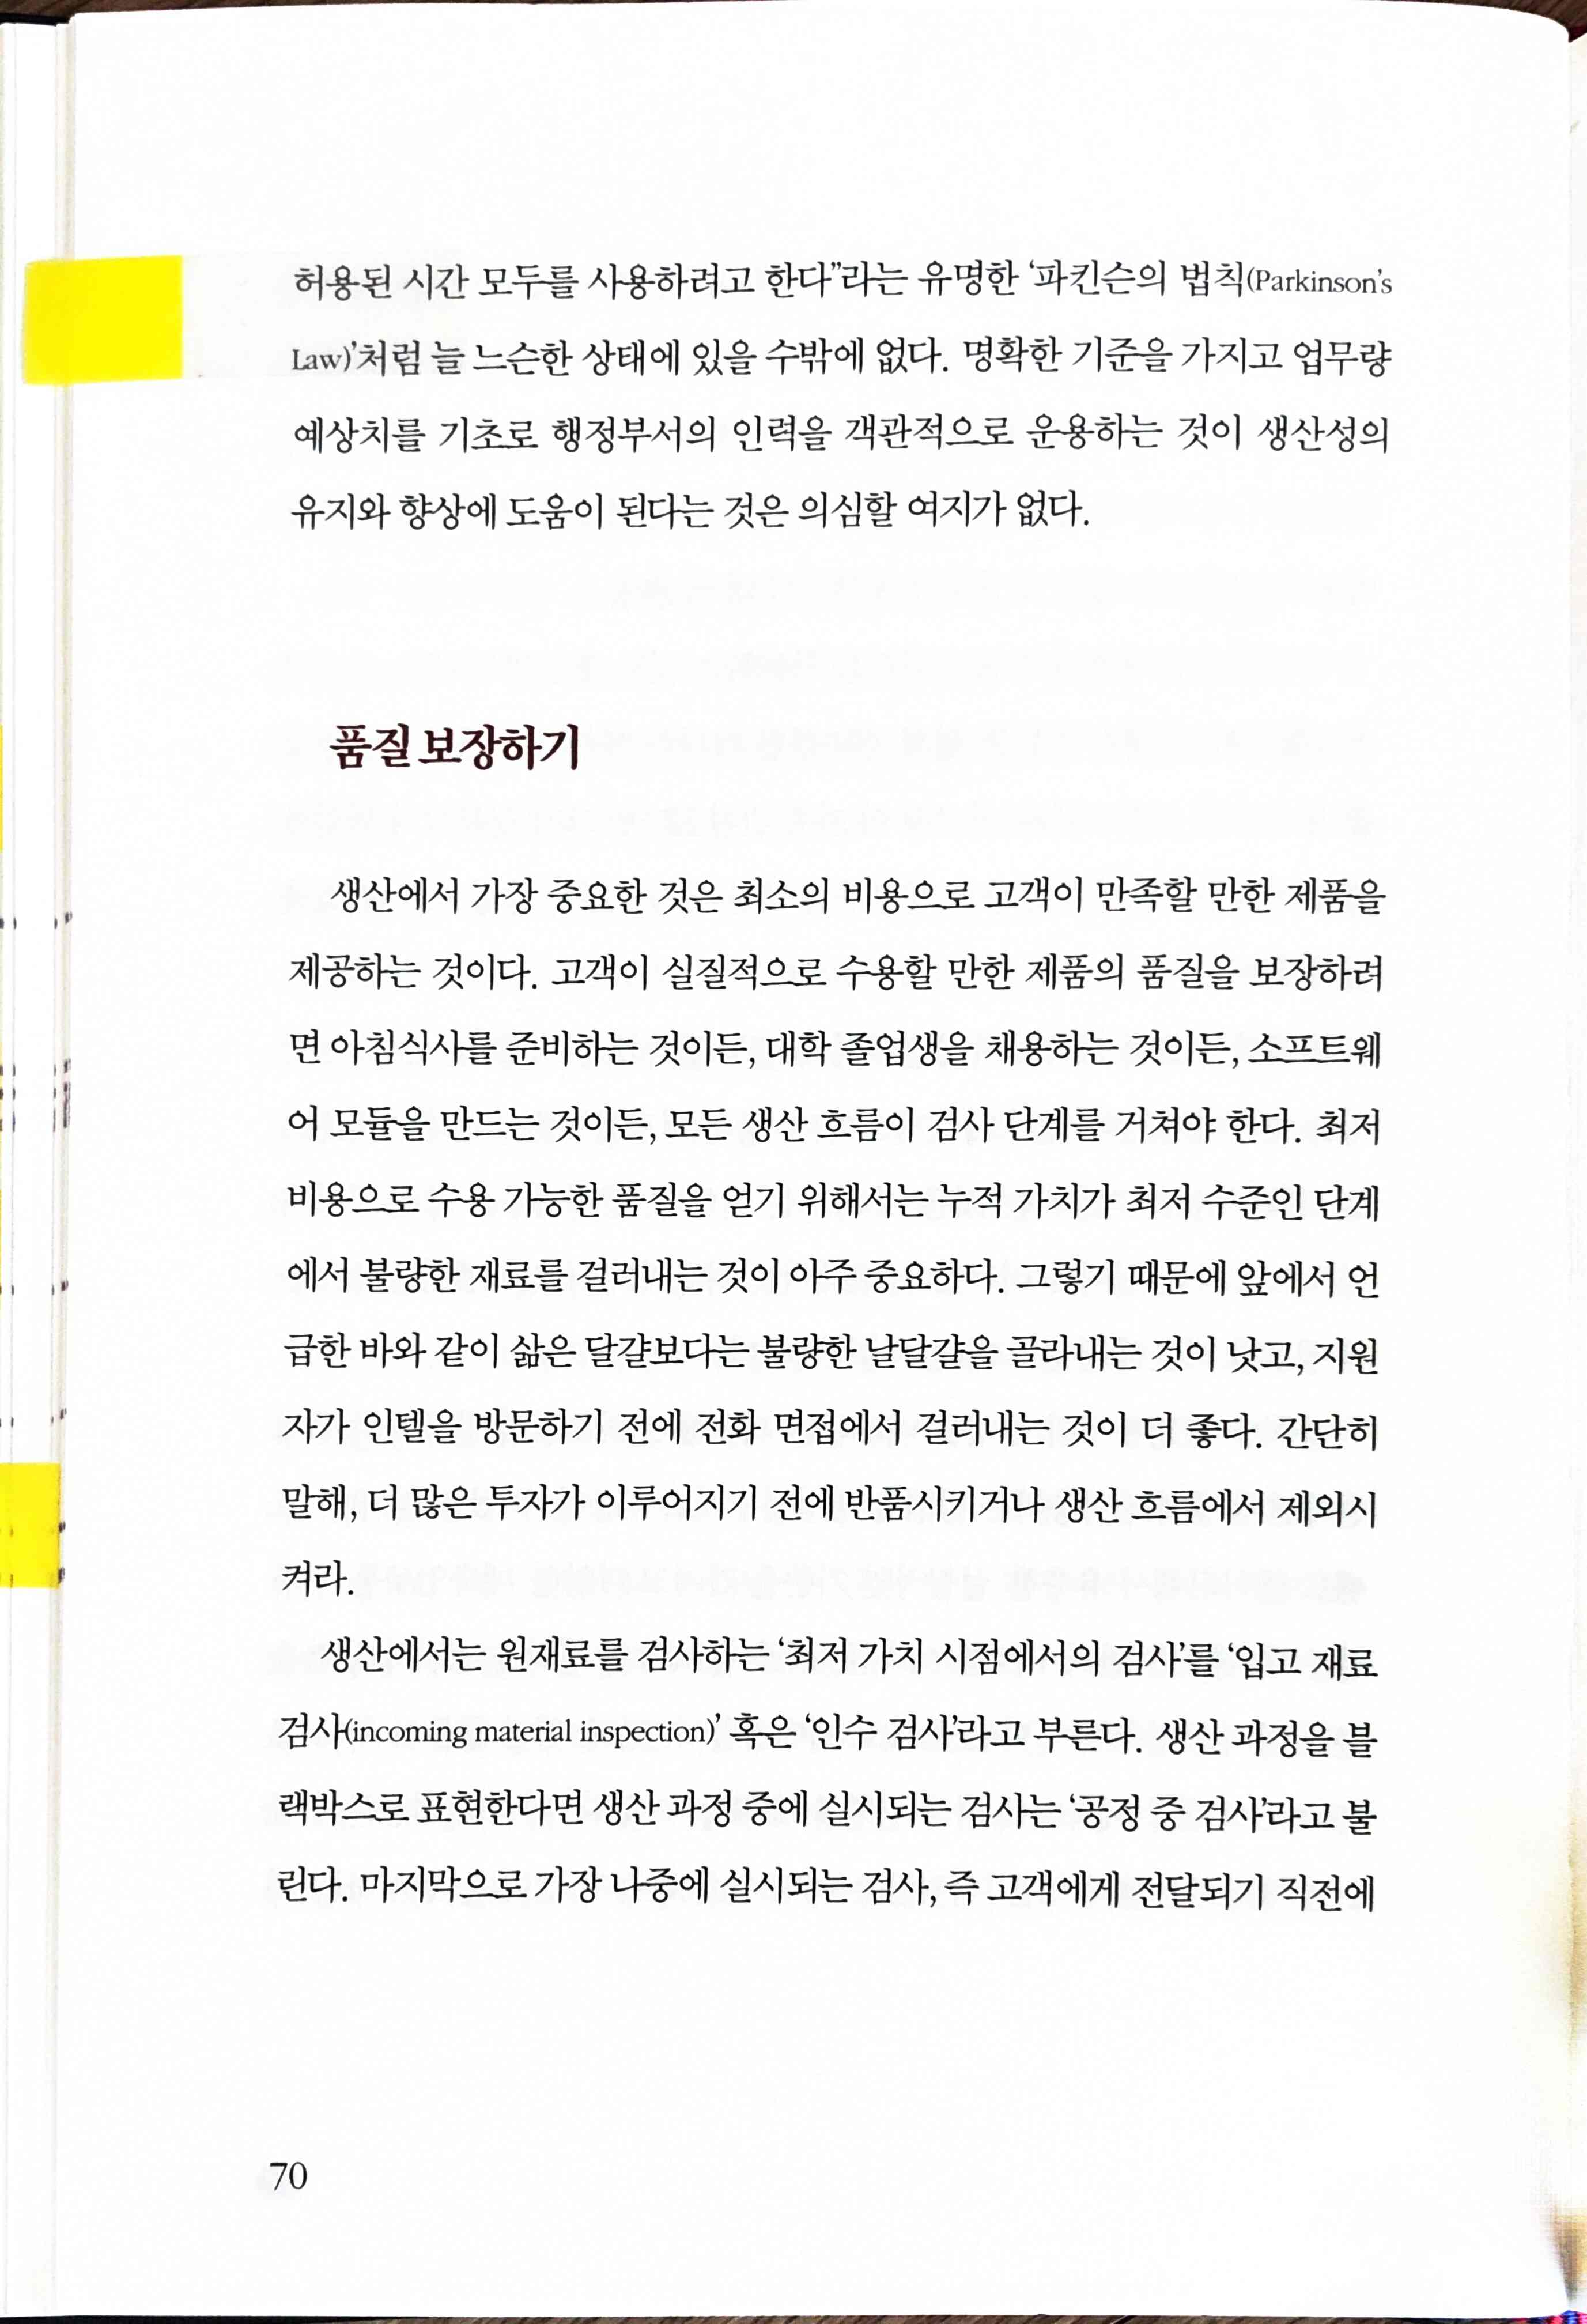 허용된 시간 모두를 사용하려고 한다”라는 유명한 ‘파킨슨의 법칙(Parkinson's
Law)’처럼 늘 느슨한 상태에 있을 수밖에 없다. 명확한 기준을 가지고 업무량
예상치를 기초로 행정부서의 인력을 객관적으로 운용하는 것이 생산성의
유지와 향상에 도움이 된다는 것은 의심할 여지가 없다.
품질 보장하기
생산에서 가장 중요한 것은 최소의 비용으로 고객이 만족할 만한 제품을
제공하는 것이다. 고객이 실질적으로 수용할 만한 제품의 품질을 보장하려
면 아침식사를 준비하는 것이든, 대학 졸업생을 채용하는 것이든, 소프트웨
어 모듈을 만드는 것이든, 모든 생산 흐름이 검사 단계를 거쳐야 한다. 최저
비용으로 수용 가능한 품질을 얻기 위해서는 누적 가치가 최저 수준인 단계
에서 불량한 재료를 걸러내는 것이 아주 중요하다. 그렇기 때문에 앞에서 언
급한 바와 같이 삶은 달걀보다는 불량한 날달걀을 골라내는 것이 낫고, 지원
자가 인텔을 방문하기 전에 전화 면접에서 걸러내는 것이 더 좋다. 간단히
말해, 더 많은 투자가 이루어지기 전에 반품시키거나 생산 흐름에서 제외시
켜라.
생산에서는 원재료를 검사하는 ‘최저 가치 시점에서의 검사’를 ‘입고 재료
검사(incoming material inspection)’ 혹은 ‘인수 검사’라고 부른다. 생산 과정을 블
랙박스로 표현한다면 생산 과정 중에 실시되는 검사는 ‘공정 중 검사’라고 불
린다. 마지막으로 가장 나중에 실시되는 검사, 즉 고객에게 전달되기 직전에
70